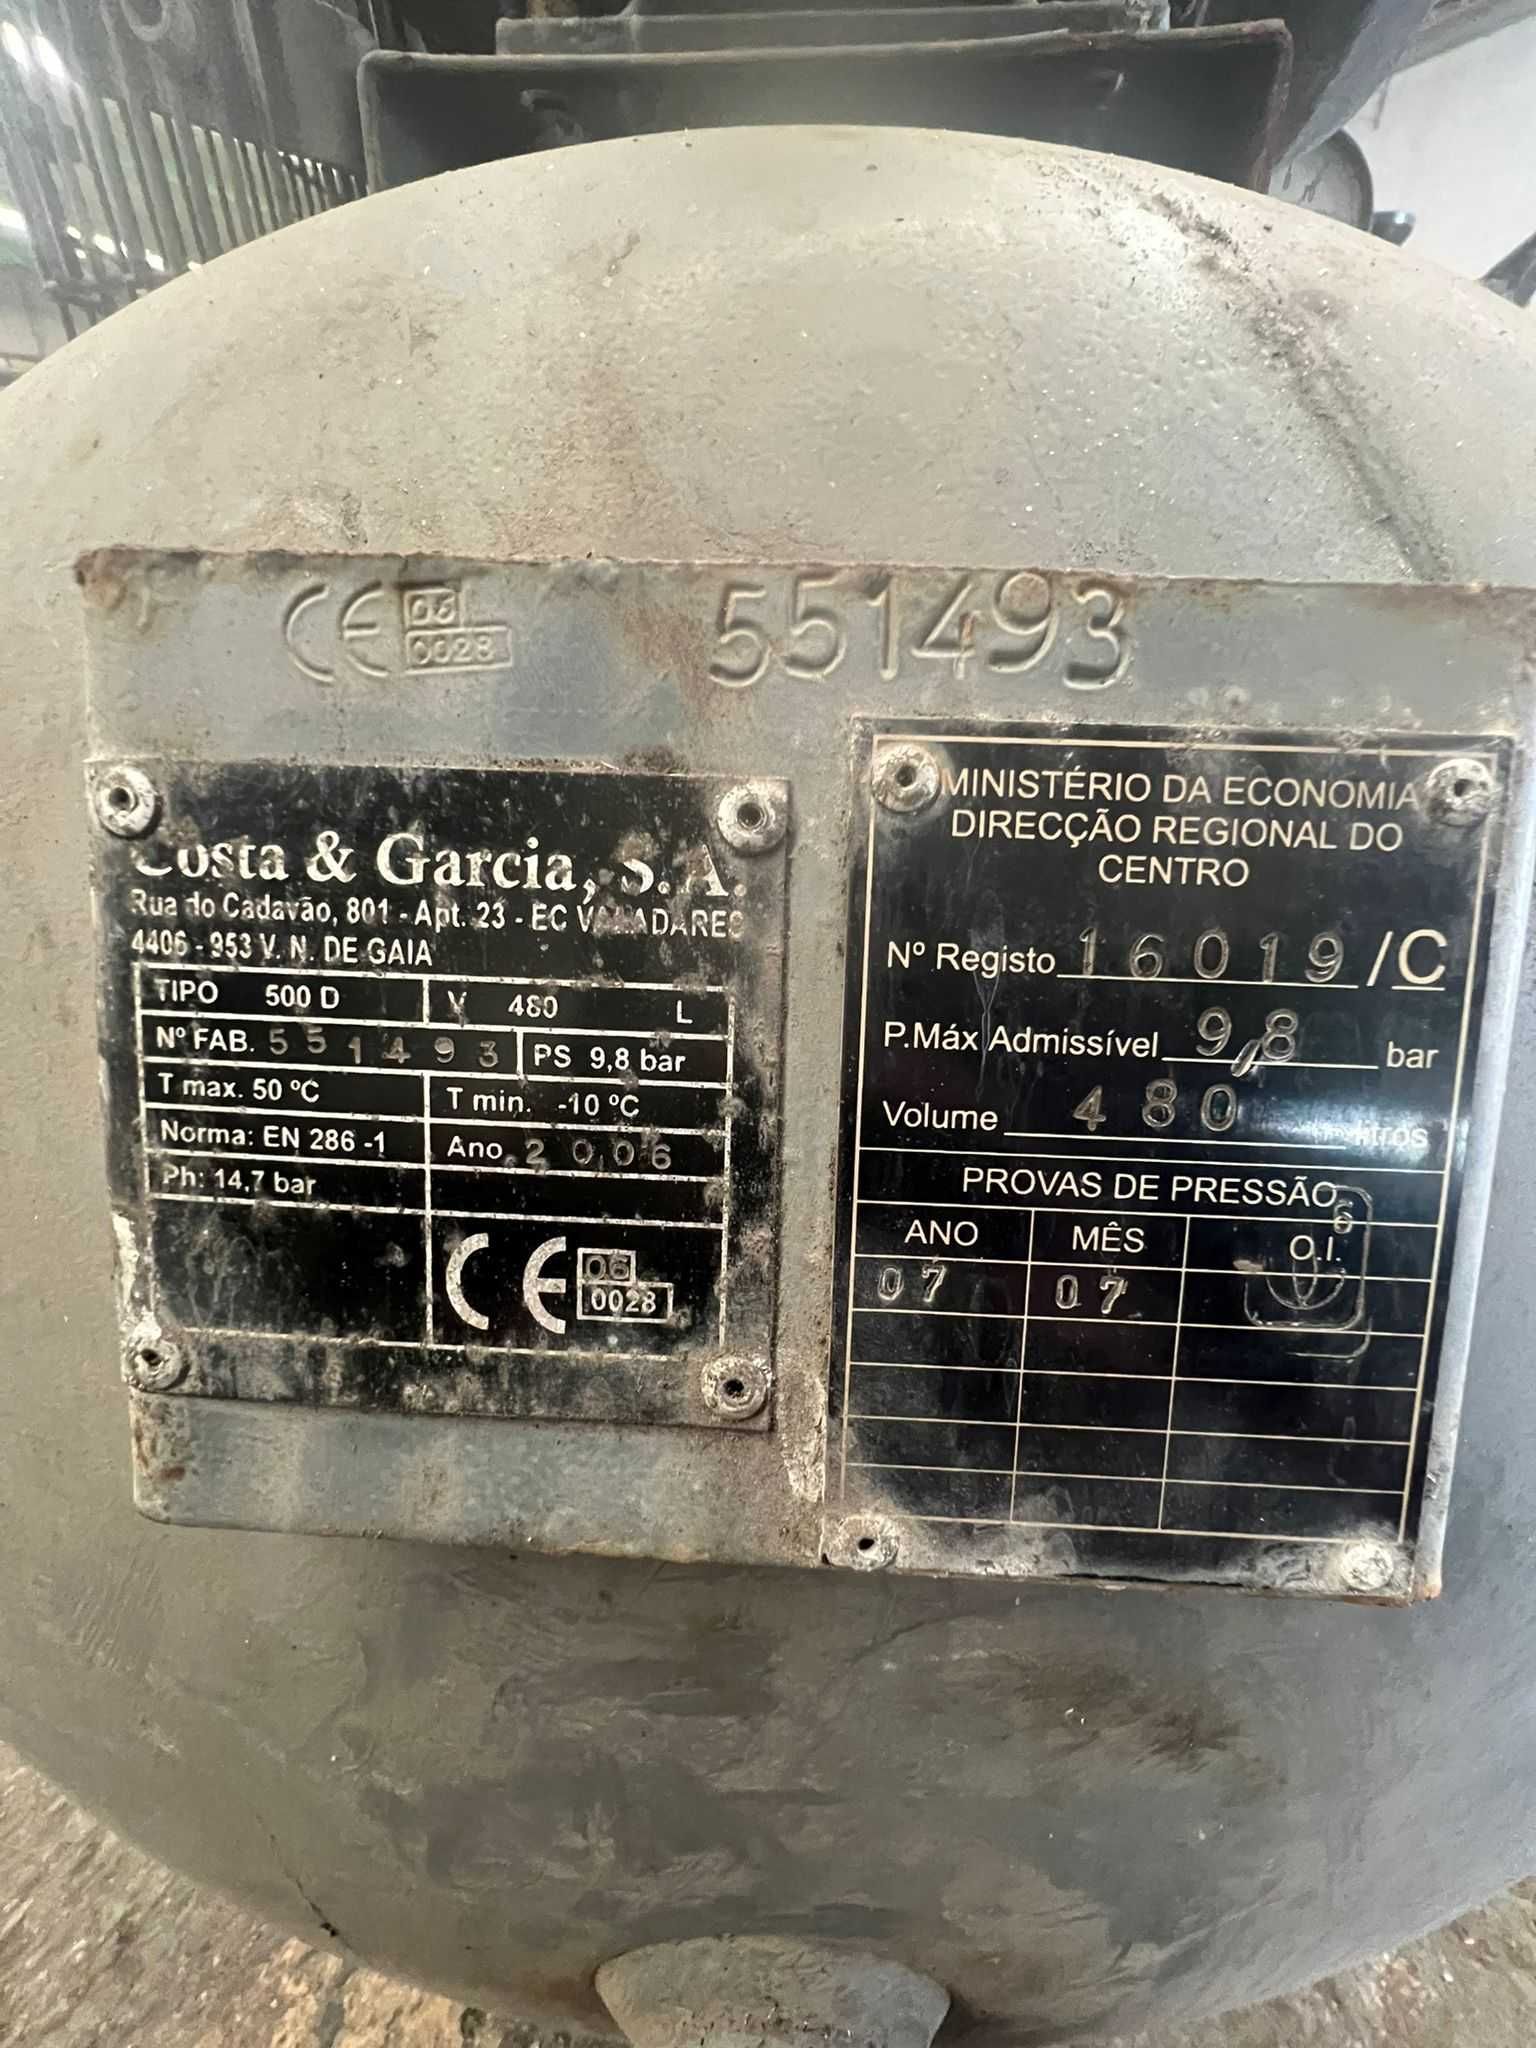 CE 06
0028
551493
Costa & Garcia, S.A.
Rua do Cadavão, 801 - Apt. 23 - EC VALADARES
4406 - 953 V. N. DE GAIA
TIPO 500 D V 480 L
Nº FAB. 551493 PS 9,8 bar
T max. 50 ºC T min. -10 ºC
Norma: EN 286 -1 Ano 2006
Ph: 14,7 bar
CE 06
0028
MINISTÉRIO DA ECONOMIA
DIRECÇÃO REGIONAL DO
CENTRO
Nº Registo 16019 /C
P.Máx Admissível 9,8 bar
Volume 480 litros
PROVAS DE PRESSÃO
ANO MÊS O.I.
07 07
6